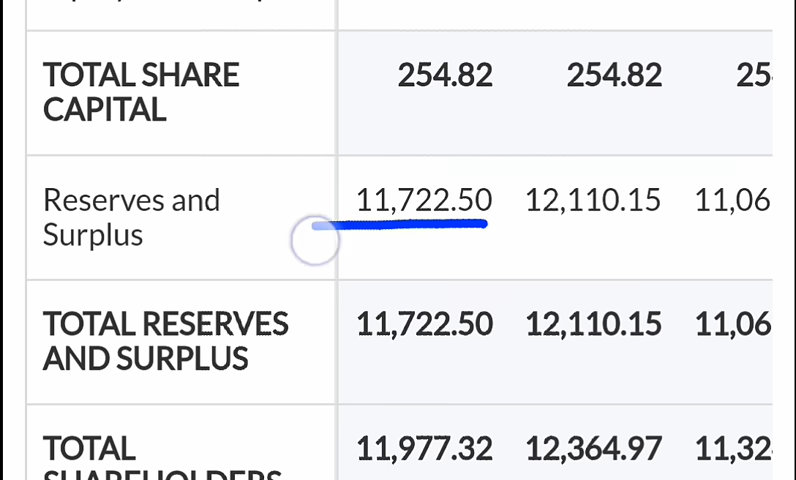 TOTAL SHARE CAPITAL 254.82 254.82
Reserves and Surplus 11,722.50 12,110.15
TOTAL RESERVES AND SURPLUS 11,722.50 12,110.15
TOTAL 11,977.32 12,364.97